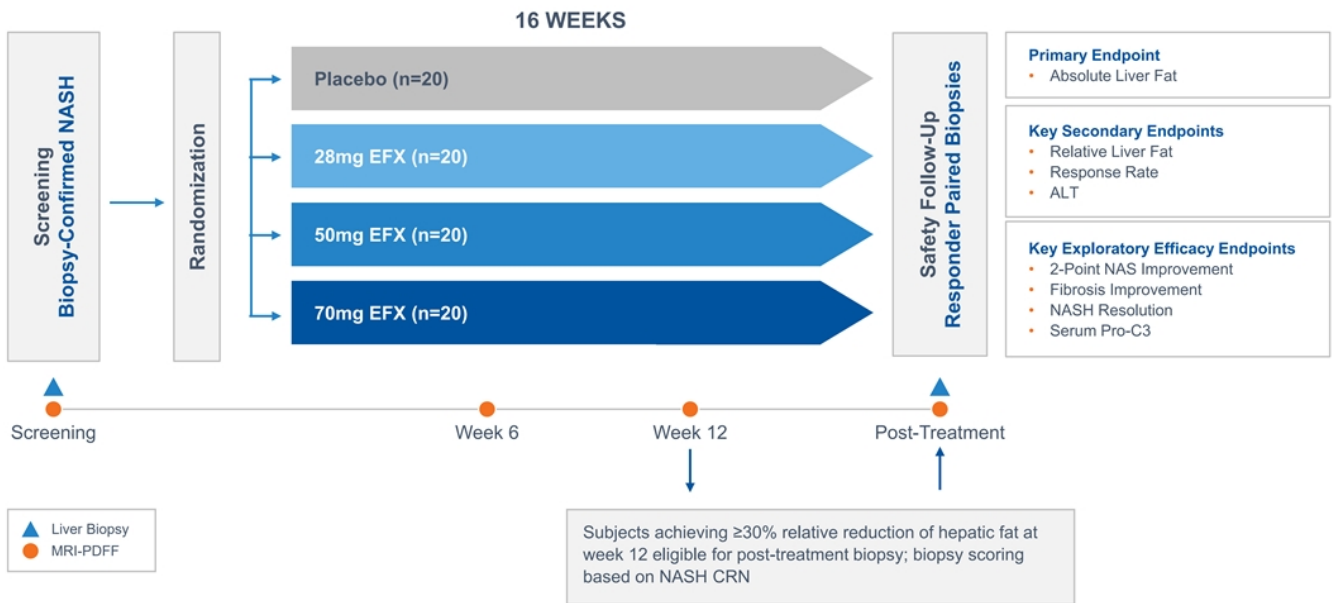 16 WEEKS
Screening
Biopsy-Confirmed NASH
Randomization
Placebo (n=20)
28mg EFX (n=20)
50mg EFX (n=20)
70mg EFX (n=20)
Safety Follow-Up
Responder Paired Biopsies
Primary Endpoint
• Absolute Liver Fat
Key Secondary Endpoints
• Relative Liver Fat
• Response Rate
• ALT
Key Exploratory Efficacy Endpoints
• 2-Point NAS Improvement
• Fibrosis Improvement
• NASH Resolution
• Serum Pro-C3
Screening
Week 6
Week 12
Post-Treatment
Liver Biopsy
MRI-PDFF
Subjects achieving ≥30% relative reduction of hepatic fat at
week 12 eligible for post-treatment biopsy; biopsy scoring
based on NASH CRN